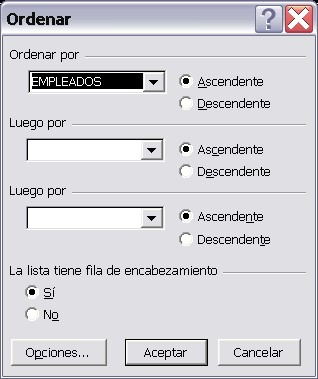 Ordenar
Ordenar por
EMPLEADOS
Ascendente
Descendente
Luego por
Ascendente
Descendente
Luego por
Ascendente
Descendente
La lista tiene fila de encabezamiento
Sí
No
Opciones... Aceptar Cancelar